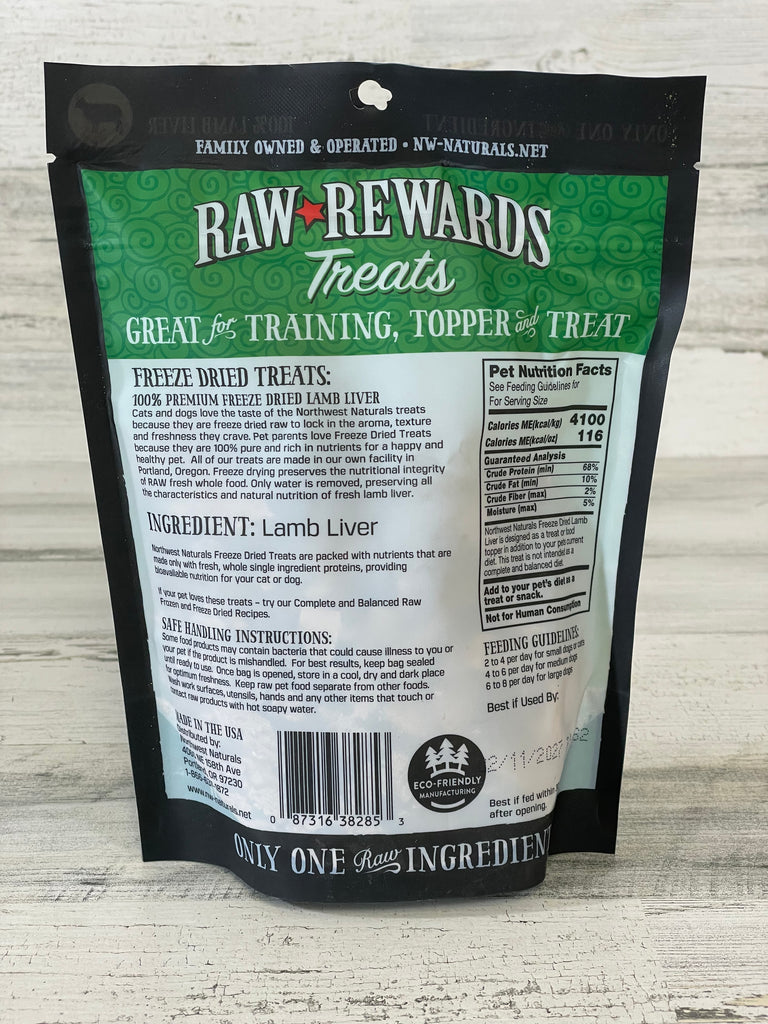 100% LAMB LIVER
ONLY ONE Raw INGREDIENT
FAMILY OWNED & OPERATED • NW-NATURALS.NET
RAW REWARDS
Treats
GREAT for TRAINING, TOPPER and TREAT
FREEZE DRIED TREATS:
100% PREMIUM FREEZE DRIED LAMB LIVER
Cats and dogs love the taste of the Northwest Naturals treats
because they are freeze dried raw to lock in the aroma, texture
and freshness they crave. Pet parents love Freeze Dried Treats
because they are 100% pure and rich in nutrients for a happy and
healthy pet. All of our treats are made in our own facility in
Portland, Oregon. Freeze drying preserves the nutritional integrity
of RAW fresh whole food. Only water is removed, preserving all
the characteristics and natural nutrition of fresh lamb liver.
INGREDIENT: Lamb Liver
Northwest Naturals Freeze Dried Treats are packed with nutrients that are
made only with fresh, whole single ingredient proteins, providing
bioavailable nutrition for your cat or dog.
If your pet loves these treats - try our Complete and Balanced Raw
Frozen and Freeze Dried Recipes.
SAFE HANDLING INSTRUCTIONS:
Some food products may contain bacteria that could cause illness to you or
your pet if the product is mishandled. For best results, keep bag sealed
until ready to use. Once bag is opened, store in a cool, dry and dark place
for optimum freshness. Keep raw pet food separate from other foods.
Wash work surfaces, utensils, hands and any other items that touch or
contact raw products with hot soapy water.
MADE IN THE USA
Distributed by:
Northwest Naturals
NE 158th Ave
Portland, OR 97230
www.nw-naturals.net
0 87316 38285 3
ECO-FRIENDLY
MANUFACTURING
Pet Nutrition Facts
See Feeding Guidelines for
For Serving Size
Calories ME(kcal/kg) 4100
Calories ME(kcal/oz) 116
Guaranteed Analysis
Crude Protein (min) 68%
Crude Fat (min) 10%
Crude Fiber (max) 2%
Moisture (max) 5%
Northwest Naturals Freeze Dried Lamb
Liver is designed as a treat or food
topper in addition to your pets current
diet. This treat is not intended as a
complete and balanced diet.
Add to your pet's diet as a
treat or snack.
Not for Human Consumption
FEEDING GUIDELINES
2 to 4 per day for small dogs or cats
4 to 6 per day for medium dogs
6 to 8 per day for large dogs
Best if Used By:
Best if fed within
after opening.
ONLY ONE Raw INGREDIENT